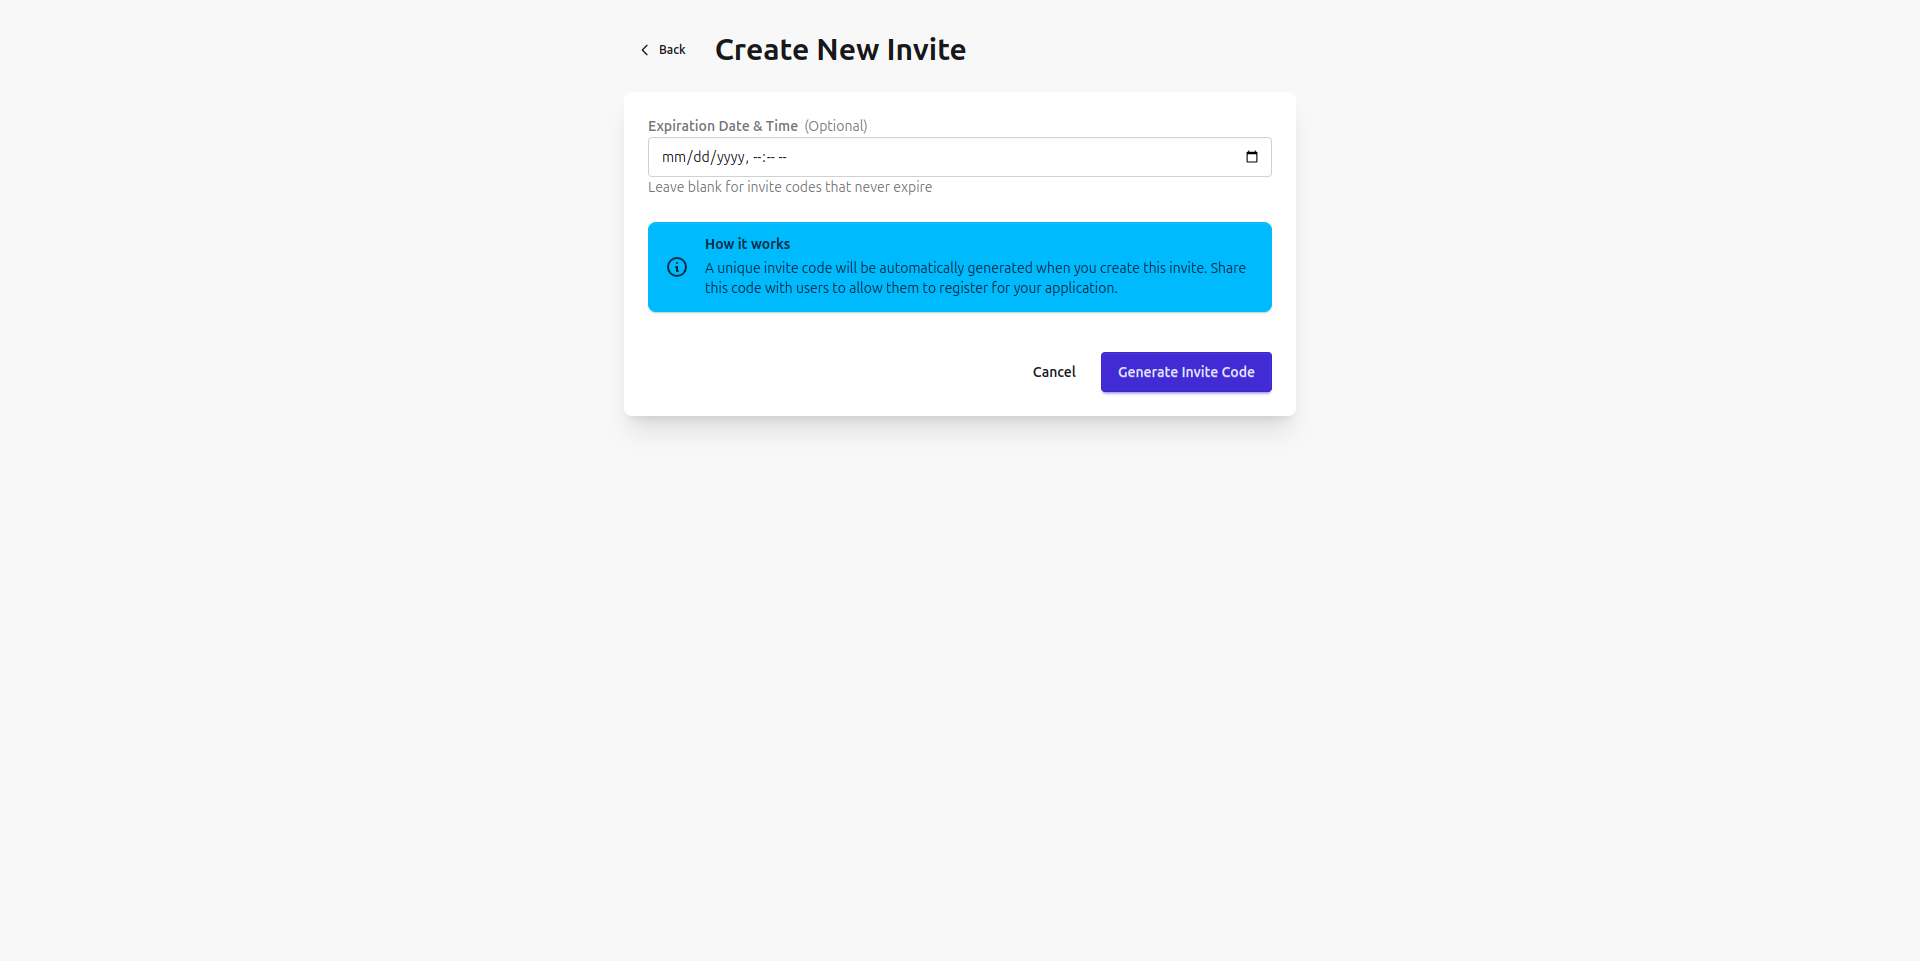 Back
Create New Invite
Expiration Date & Time (Optional)
mm/dd/yyyy, --:-- --
Leave blank for invite codes that never expire
How it works
A unique invite code will be automatically generated when you create this invite. Share
this code with users to allow them to register for your application.
Cancel
Generate Invite Code